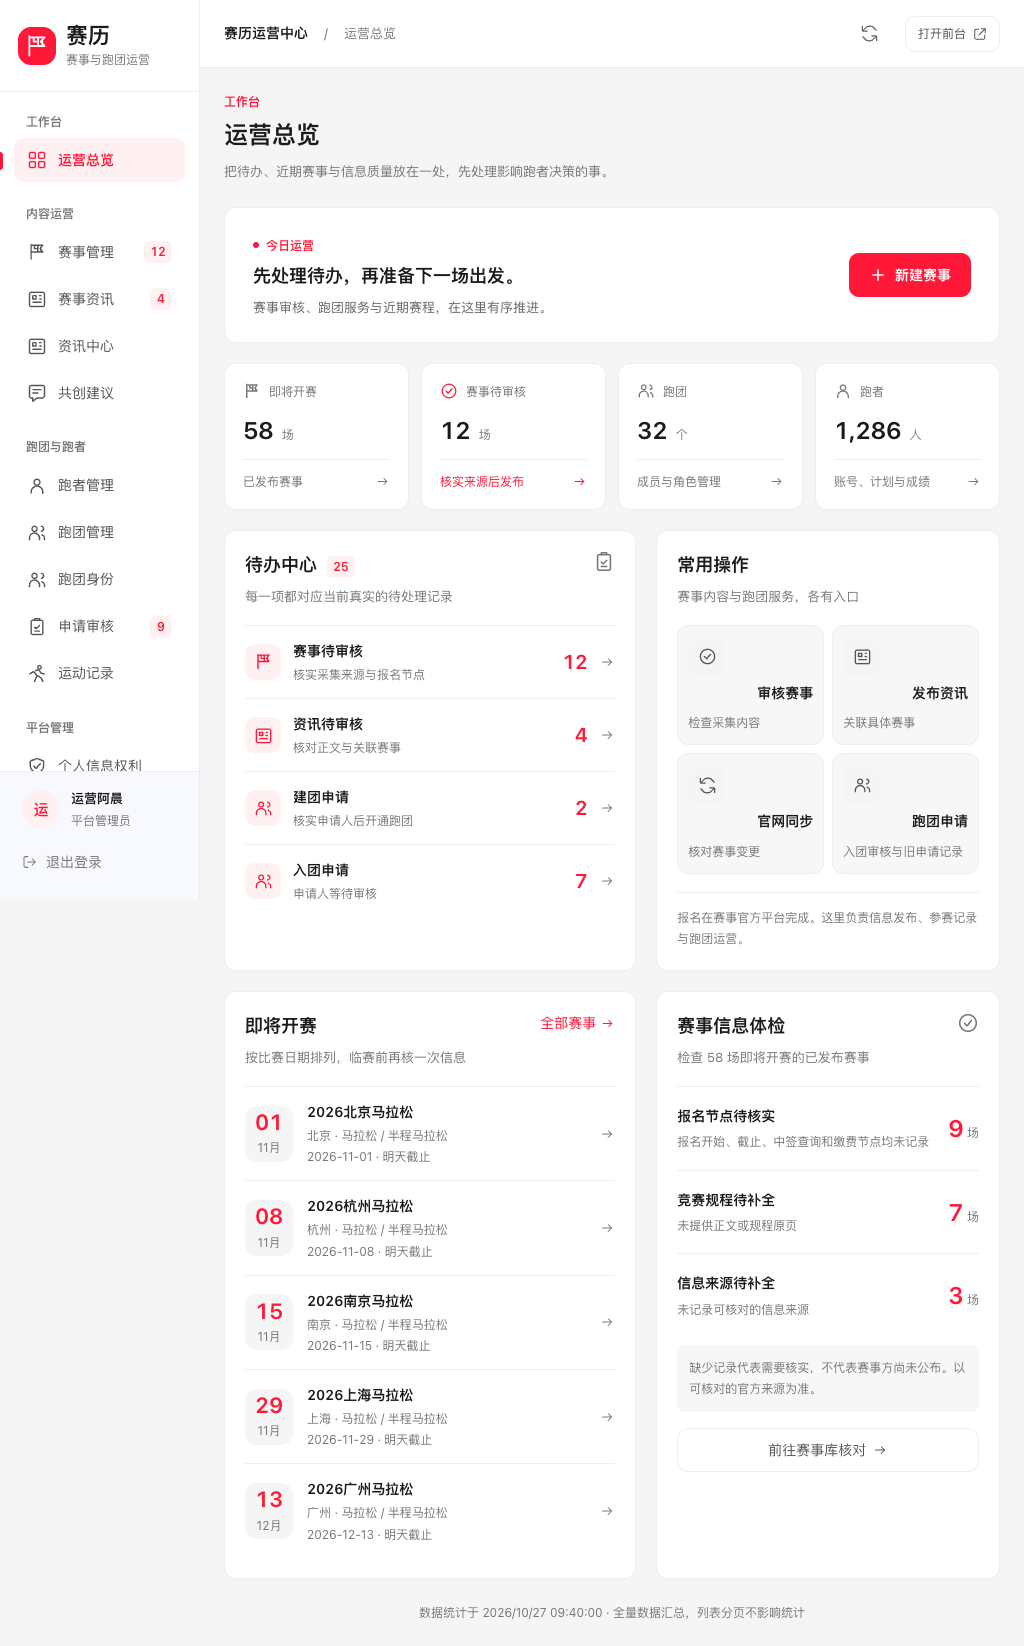 赛历
赛事与跑团运营
工作台
运营总览
内容运营
赛事管理 12
赛事资讯 4
资讯中心
共创建议
跑团与跑者
跑者管理
跑团管理
跑团身份
申请审核 9
运动记录
平台管理
个人信息权利
运 运营阿晨
平台管理员
退出登录
赛历运营中心 / 运营总览
打开前台
工作台
运营总览
把待办、近期赛事与信息质量放在一处，先处理影响跑者决策的事。
今日运营
先处理待办，再准备下一场出发。
赛事审核、跑团服务与近期赛程，在这里有序推进。
新建赛事
即将开赛
58 场
已发布赛事
赛事待审核
12 场
核实来源后发布
跑团
32 个
成员与角色管理
跑者
1,286 人
账号、计划与成绩
待办中心 25
每一项都对应当前真实的待处理记录
赛事待审核
核实采集来源与报名节点
12
资讯待审核
核对正文与关联赛事
4
建团申请
核实申请人后开通跑团
2
入团申请
申请人等待审核
7
常用操作
赛事内容与跑团服务，各有入口
审核赛事
检查采集内容
发布资讯
关联具体赛事
官网同步
核对赛事变更
跑团申请
入团审核与旧申请记录
报名在赛事官方平台完成。这里负责信息发布、参赛记录
与跑团运营。
即将开赛
全部赛事
按比赛日期排列，临赛前再核一次信息
01
11月
2026北京马拉松
北京 · 马拉松 / 半程马拉松
2026-11-01 · 明天截止
08
11月
2026杭州马拉松
杭州 · 马拉松 / 半程马拉松
2026-11-08 · 明天截止
15
11月
2026南京马拉松
南京 · 马拉松 / 半程马拉松
2026-11-15 · 明天截止
29
11月
2026上海马拉松
上海 · 马拉松 / 半程马拉松
2026-11-29 · 明天截止
13
12月
2026广州马拉松
广州 · 马拉松 / 半程马拉松
2026-12-13 · 明天截止
赛事信息体检
检查 58 场即将开赛的已发布赛事
报名节点待核实
报名开始、截止、中签查询和缴费节点均未记录
9 场
竞赛规程待补全
未提供正文或规程原页
7 场
信息来源待补全
未记录可核对的信息来源
3 场
缺少记录代表需要核实，不代表赛事方尚未公布。以
可核对的官方来源为准。
前往赛事库核对
数据统计于 2026/10/27 09:40:00 · 全量数据汇总，列表分页不影响统计